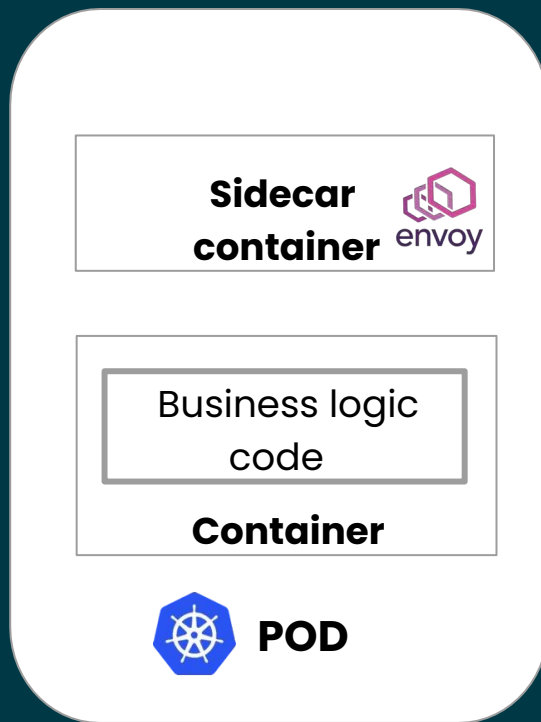 Sidecar
container
envoy
Business logic
code
Container
POD